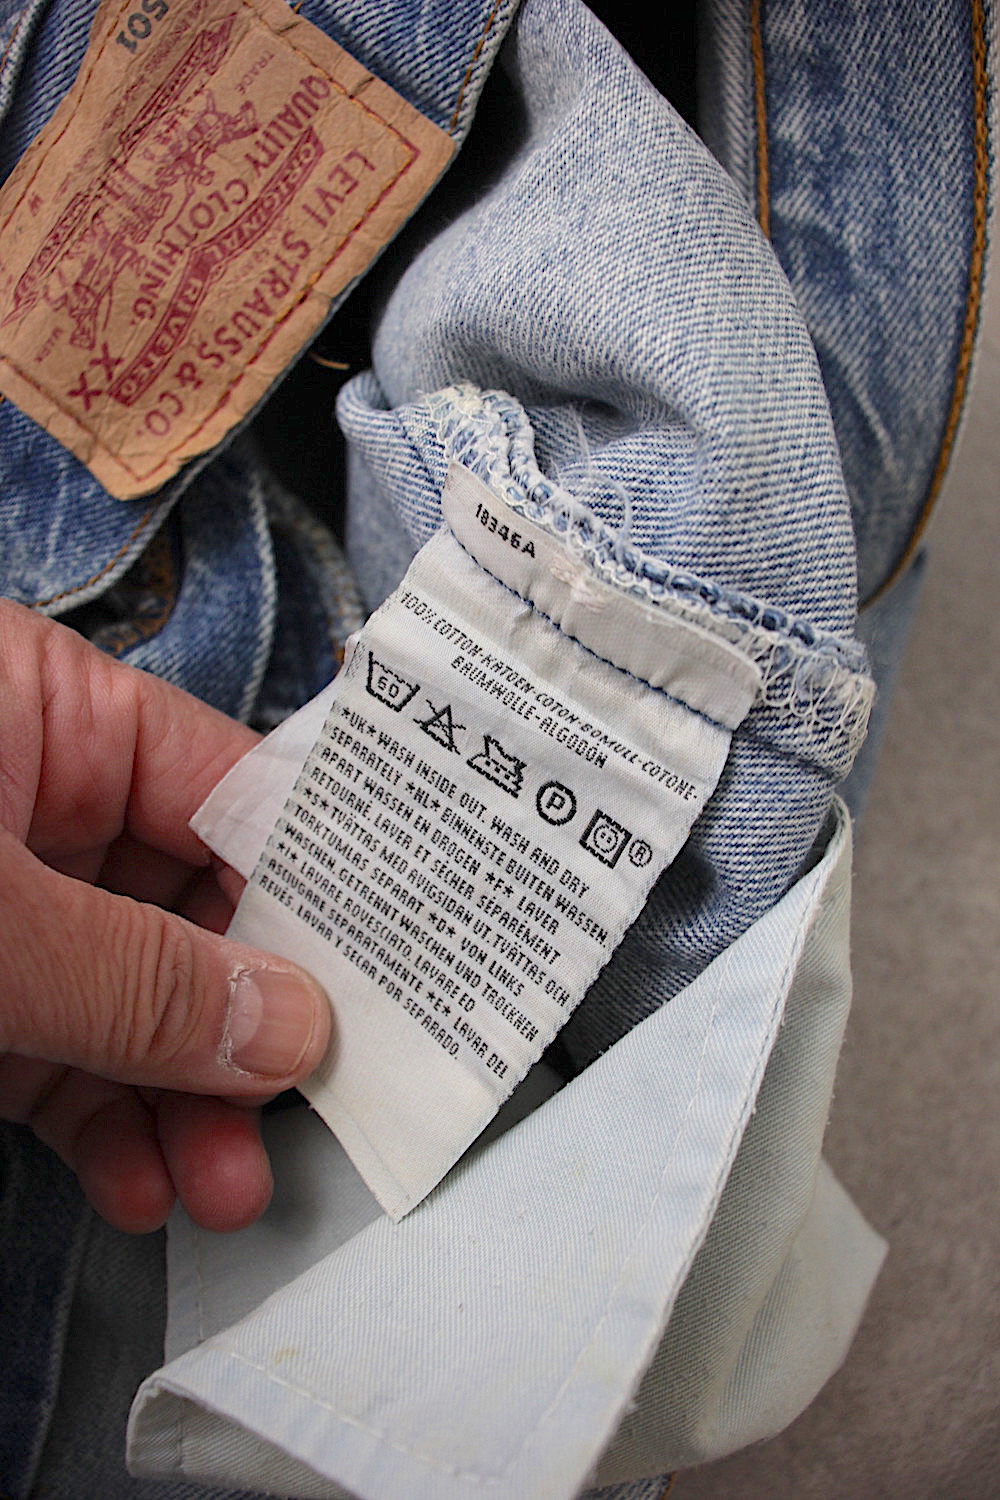 501
TRADE
QUALITY CLOTHING.
ORIGINAL RIVETED
LEVI STRAUSS & CO.
XX
18346A
100% COTTON-KATOEN-COTON-BOMULL-COTONE-
BAUMWOLLE-ALGODÓN
60
P
®
*UK* WASH INSIDE OUT. WASH AND DRY
SEPARATELY *NL* BINNENSTE BUITEN WASSEN.
APART WASSEN EN DROGEN *F* LAVER
RETOURNÉ. LAVER ET SÉCHER SÉPARÉMENT
*S* TVÄTTAS MED AVIGSIDAN UT. TVÄTTAS OCH
TORKTUMLAS SEPARAT *D* VON LINKS
WASCHEN. GETRENNT WASCHEN UND TROCKNEN
*I* LAVARE ROVESCIATO. LAVARE ED
ASCIUGARE SEPARATAMENTE *E* LAVAR DEL
REVÉS. LAVAR Y SECAR POR SEPARADO.